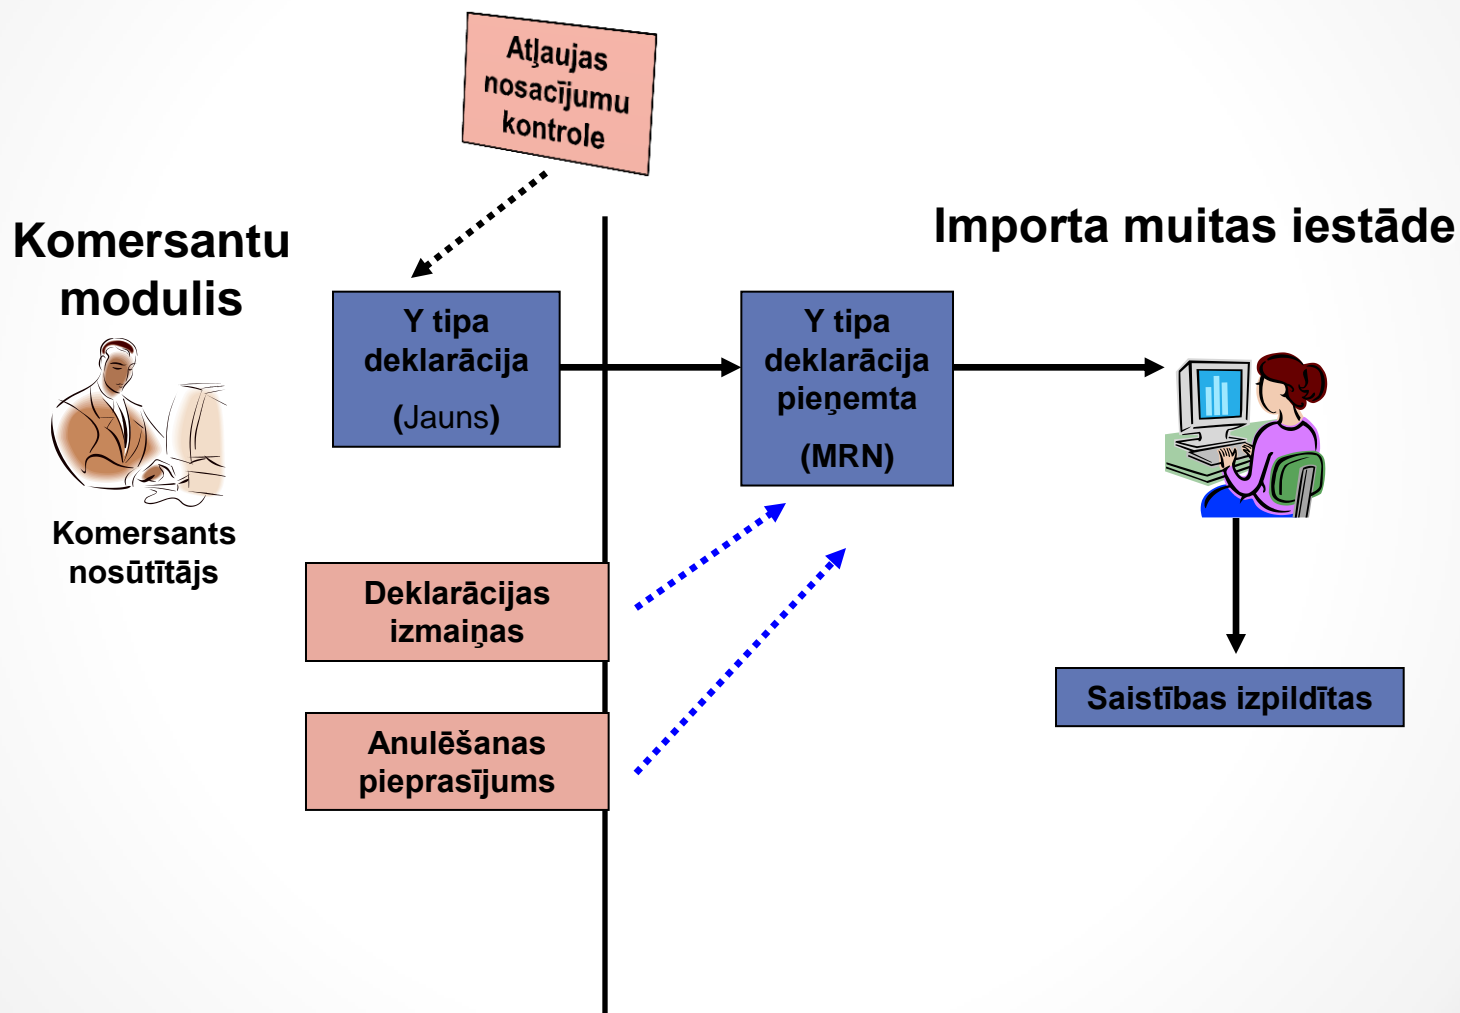 Atļaujas
nosacījumu
kontrole
Komersantu
modulis
Importa muitas iestāde
Y tipa
deklarācija
(Jauns)
Y tipa
deklarācija
pieņemta
(MRN)
Komersants
nosūtītājs
Deklarācijas
izmaiņas
Anulēšanas
pieprasījums
Saistības izpildītas